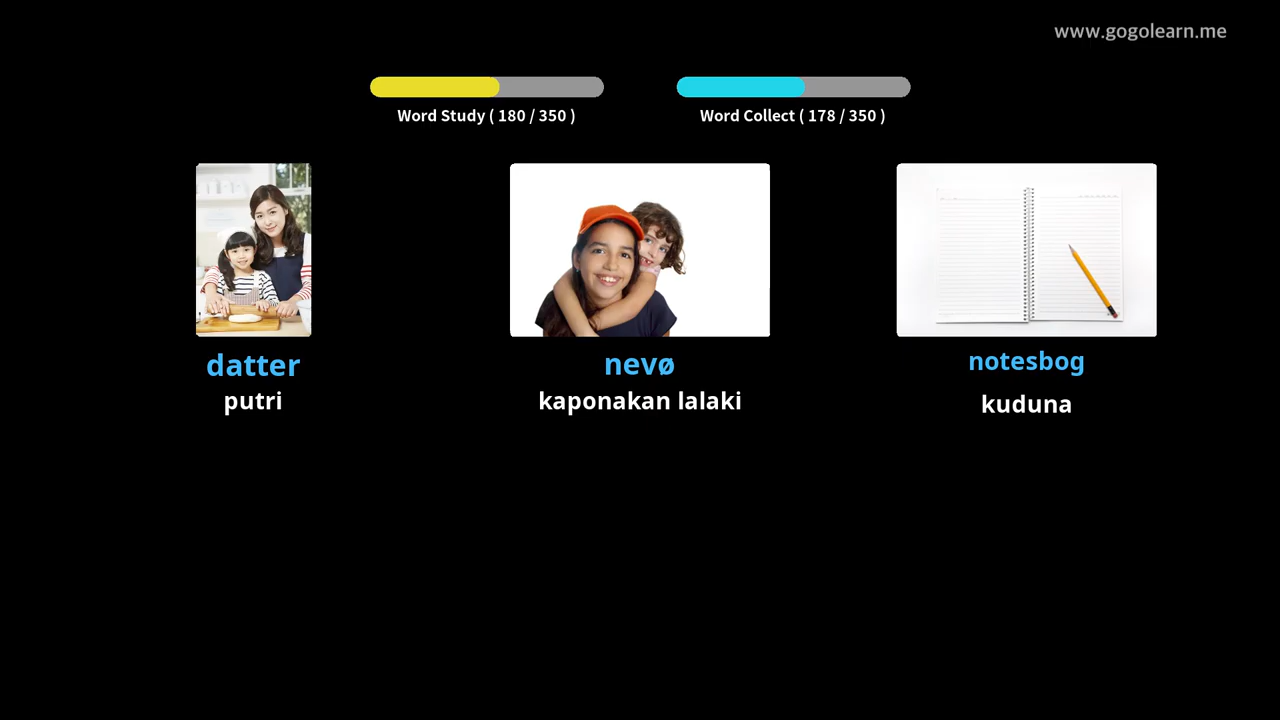 www.gogolearn.me
Word Study ( 180 / 350 )
Word Collect ( 178 / 350 )
datter
nevø
notesbog
putri
kaponakan lalaki
kuduna